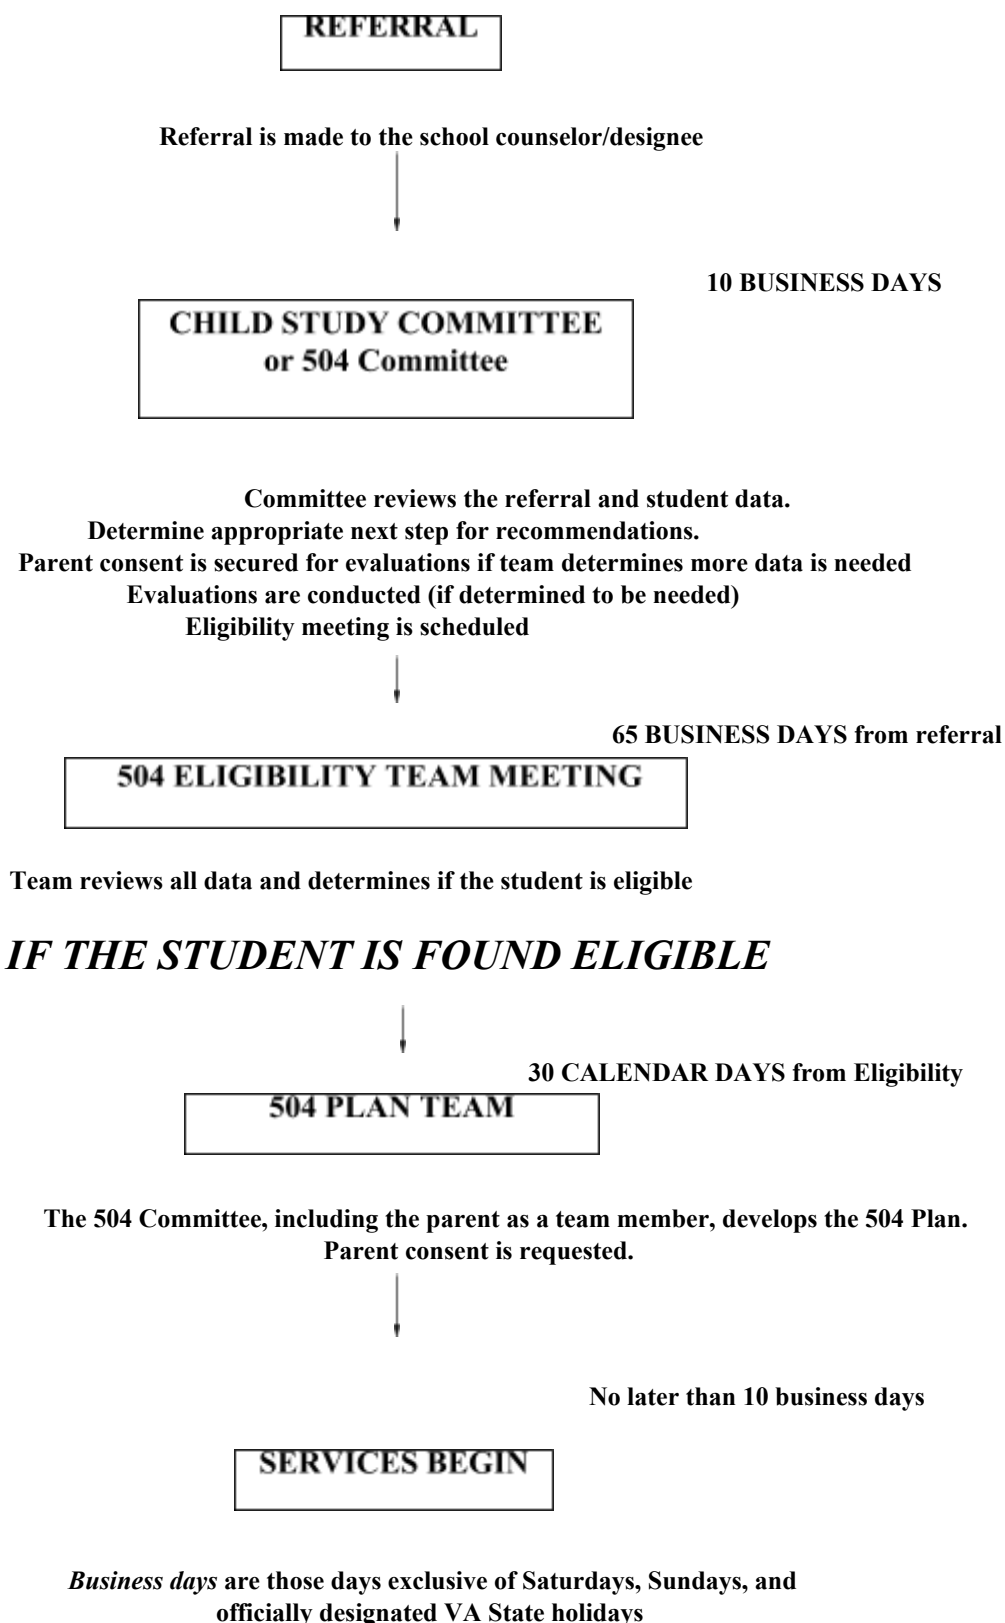 REFERRAL
Referral is made to the school counselor/designee
10 BUSINESS DAYS
CHILD STUDY COMMITTEE
or 504 Committee
Committee reviews the referral and student data.
Determine appropriate next step for recommendations.
Parent consent is secured for evaluations if team determines more data is needed
Evaluations are conducted (if determined to be needed)
Eligibility meeting is scheduled
65 BUSINESS DAYS from referral
504 ELIGIBILITY TEAM MEETING
Team reviews all data and determines if the student is eligible
IF THE STUDENT IS FOUND ELIGIBLE
30 CALENDAR DAYS from Eligibility
504 PLAN TEAM
The 504 Committee, including the parent as a team member, develops the 504 Plan.
Parent consent is requested.
No later than 10 business days
SERVICES BEGIN
Business days are those days exclusive of Saturdays, Sundays, and
officially designated VA State holidays